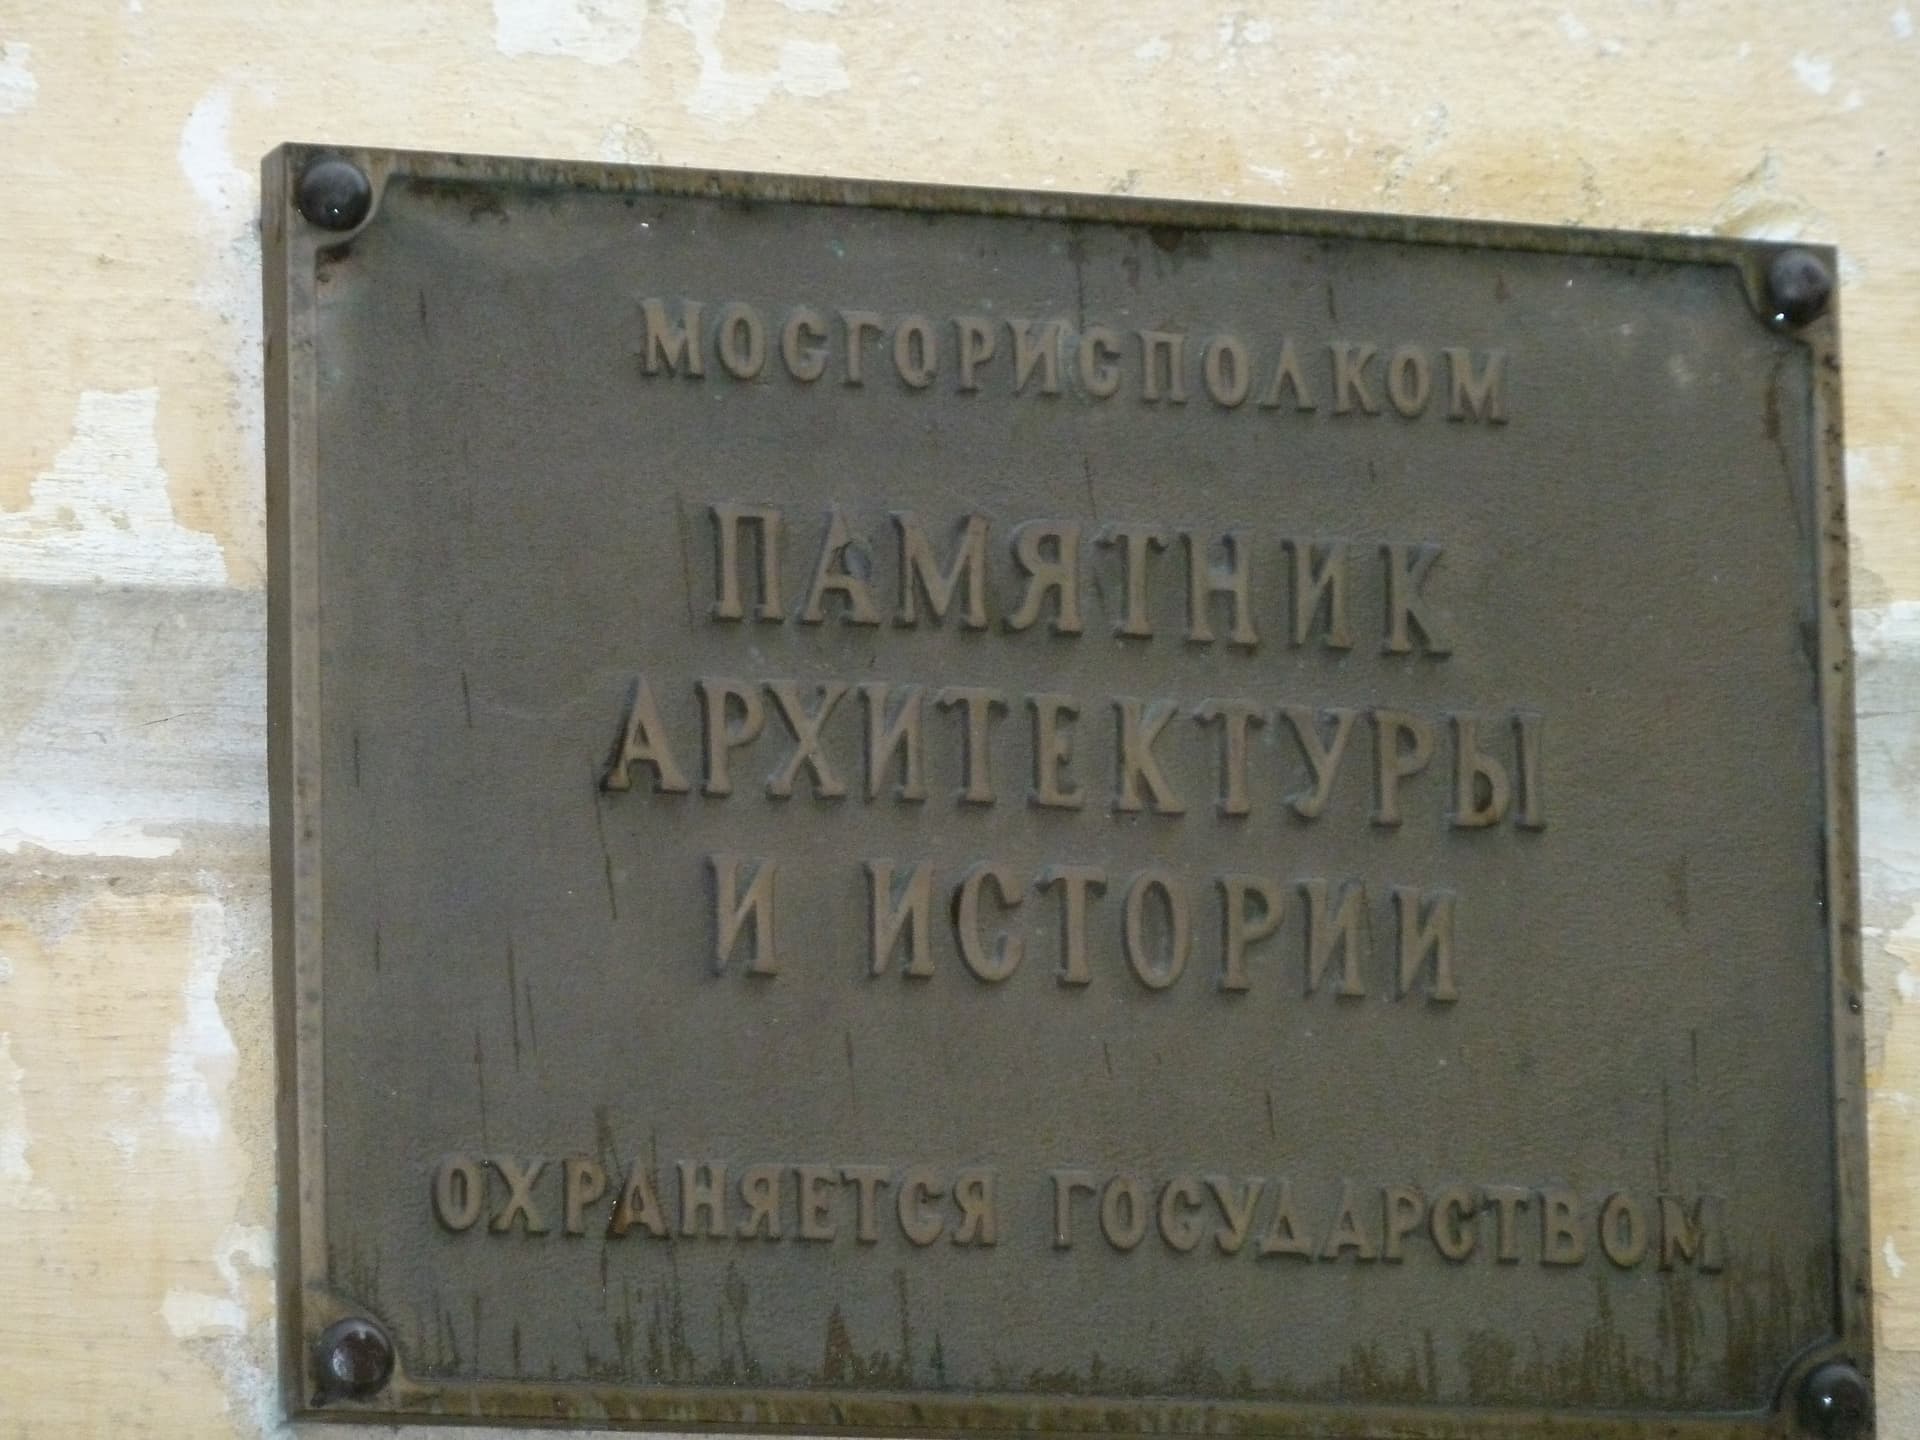 МОСГОРИСПОЛКОМ
ПАМЯТНИК
АРХИТЕКТУРЫ
И ИСТОРИИ
ОХРАНЯЕТСЯ ГОСУДАРСТВОМ